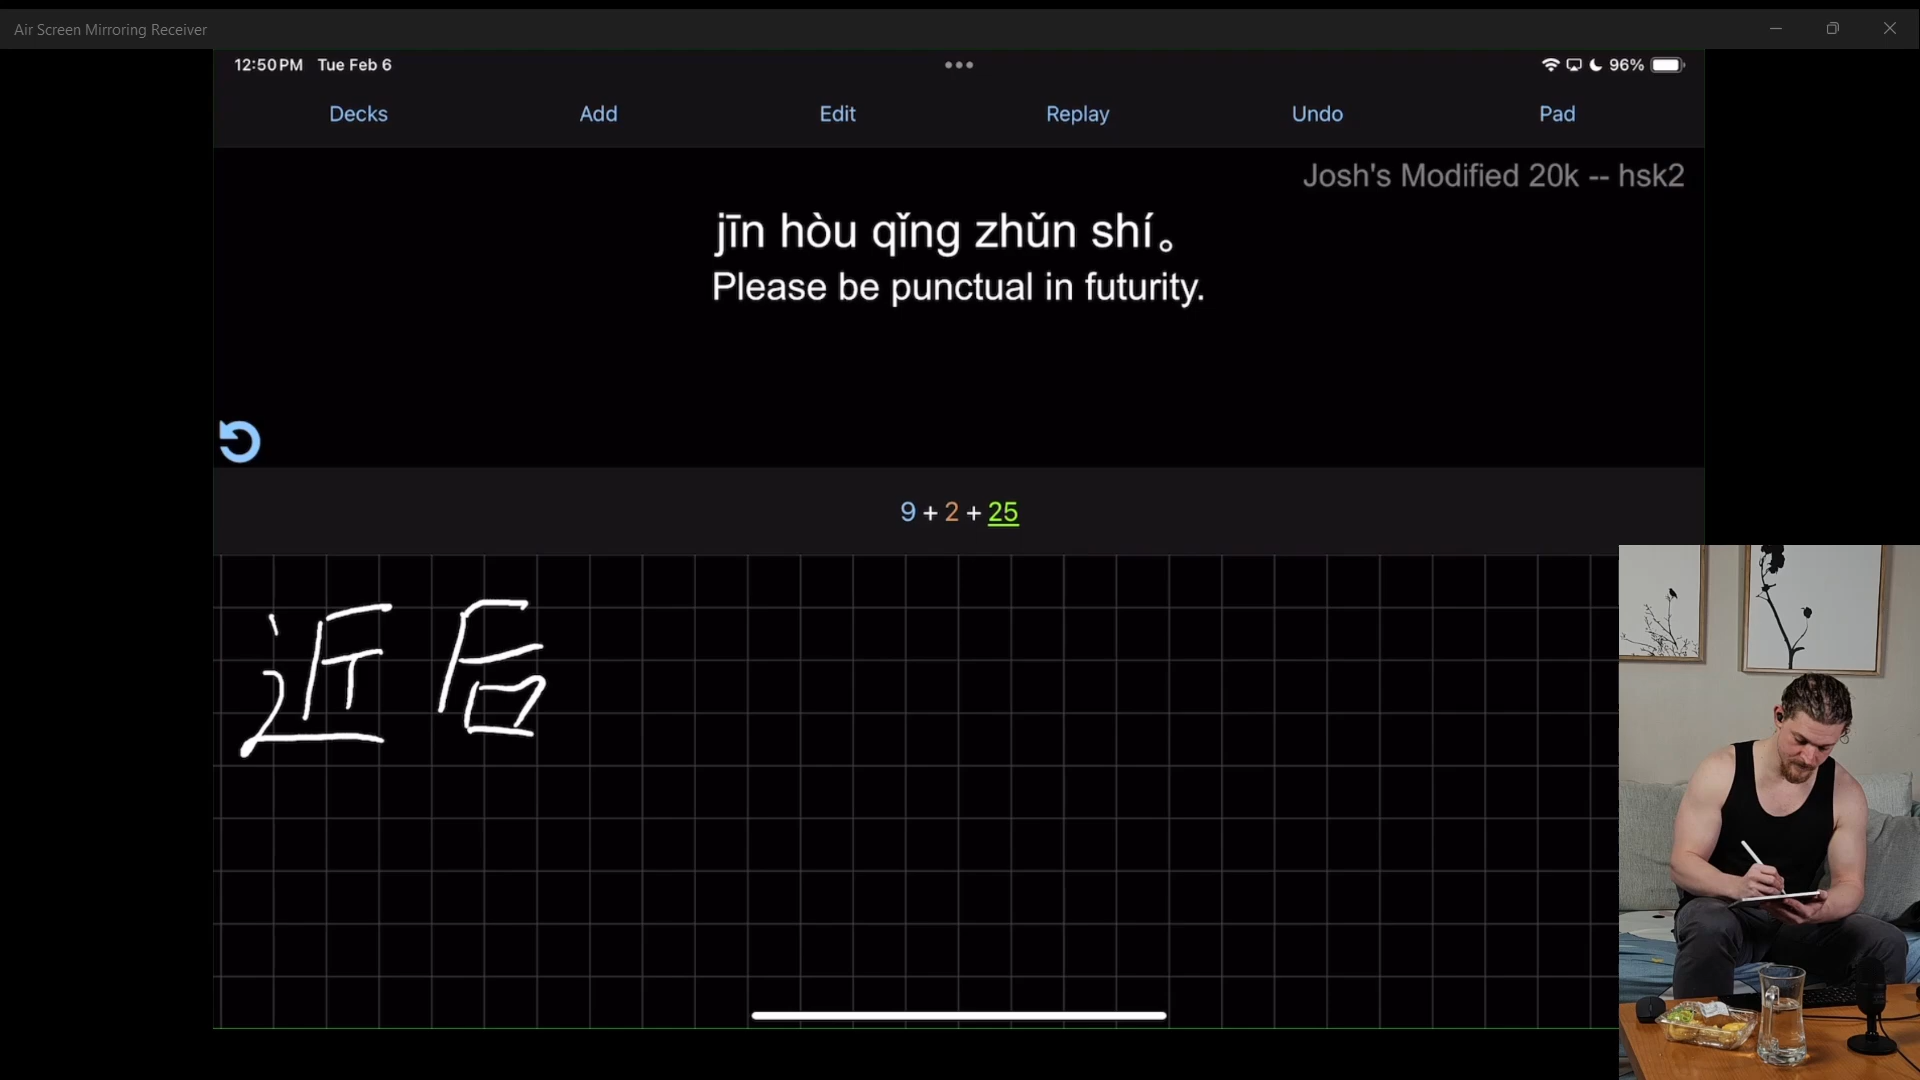 Air Screen Mirroring Receiver
12:50 PM Tue Feb 6
96%
Decks Add Edit Replay Undo Pad
Josh's Modified 20k -- hsk2
jīn hòu qǐng zhǔn shí。
Please be punctual in futurity.
9 + 2 + 25
近后